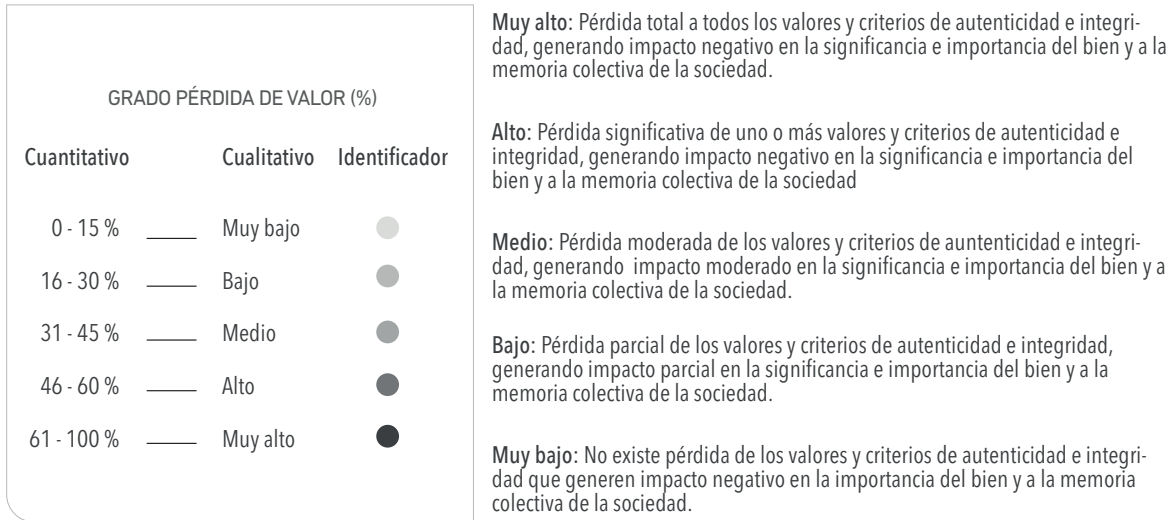 GRADO PÉRDIDA DE VALOR (%)
Cuantitativo Cualitativo Identificador
0 - 15 % Muy bajo
16 - 30 % Bajo
31 - 45 % Medio
46 - 60 % Alto
61 - 100 % Muy alto
Muy alto: Pérdida total a todos los valores y criterios de autenticidad e integri-
dad, generando impacto negativo en la significancia e importancia del bien y a la
memoria colectiva de la sociedad.
Alto: Pérdida significativa de uno o más valores y criterios de autenticidad e
integridad, generando impacto negativo en la significancia e importancia del
bien y a la memoria colectiva de la sociedad
Medio: Pérdida moderada de los valores y criterios de auntenticidad e integri-
dad, generando impacto moderado en la significancia e importancia del bien y a
la memoria colectiva de la sociedad.
Bajo: Pérdida parcial de los valores y criterios de autenticidad e integridad,
generando impacto parcial en la significancia e importancia del bien y a la
memoria colectiva de la sociedad.
Muy bajo: No existe pérdida de los valores y criterios de autenticidad e integri-
dad que generen impacto negativo en la importancia del bien y a la memoria
colectiva de la sociedad.